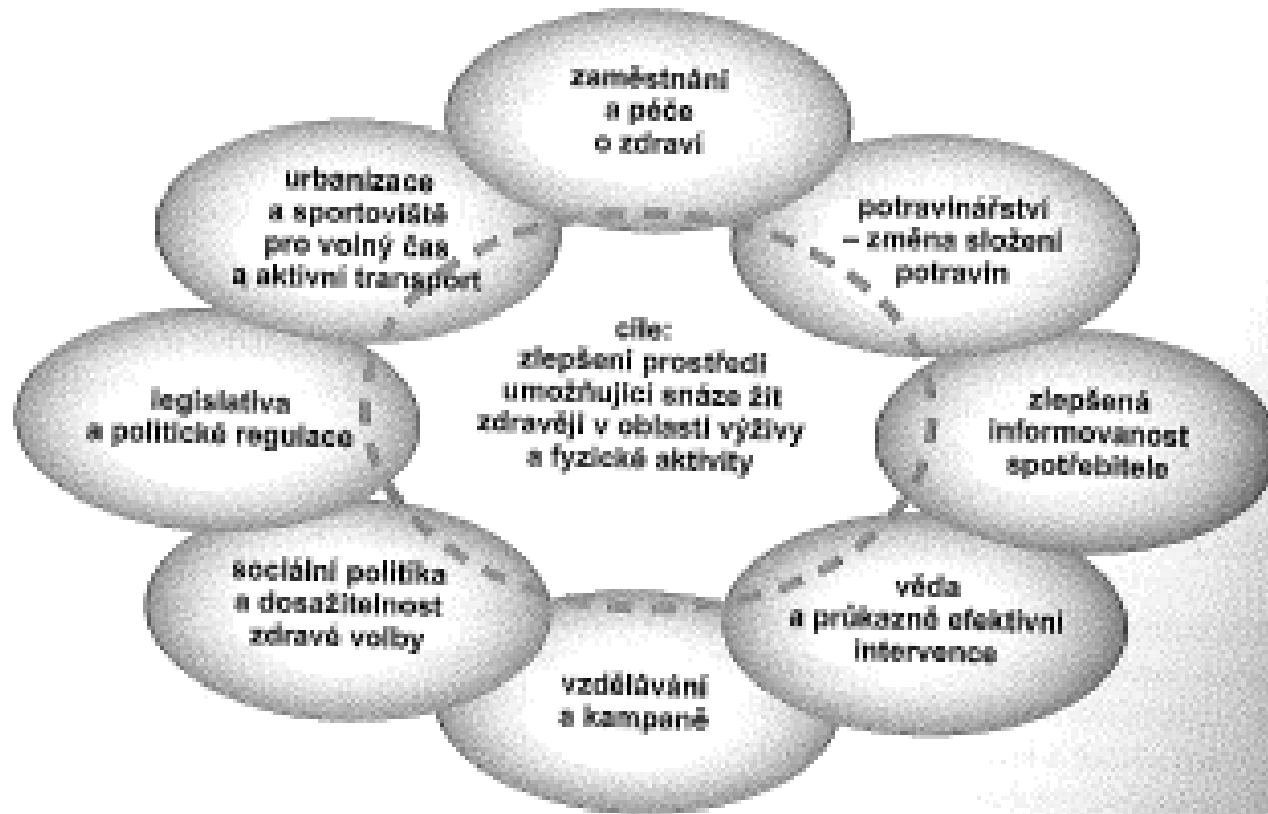 zaměstnání
a péče
o zdraví
potravinářství
– změna složení
potravin
zlepšená
informovanost
spotřebitele
věda
a průkazně efektivní
intervence
vzdělávání
a kampaně
sociální politika
a dosažitelnost
zdravé volby
legislativa
a politické regulace
urbanizace
a sportoviště
pro volný čas
a aktivní transport
cíle:
zlepšení prostředí
umožňující snáze žít
zdravěji v oblasti výživy
a fyzické aktivity